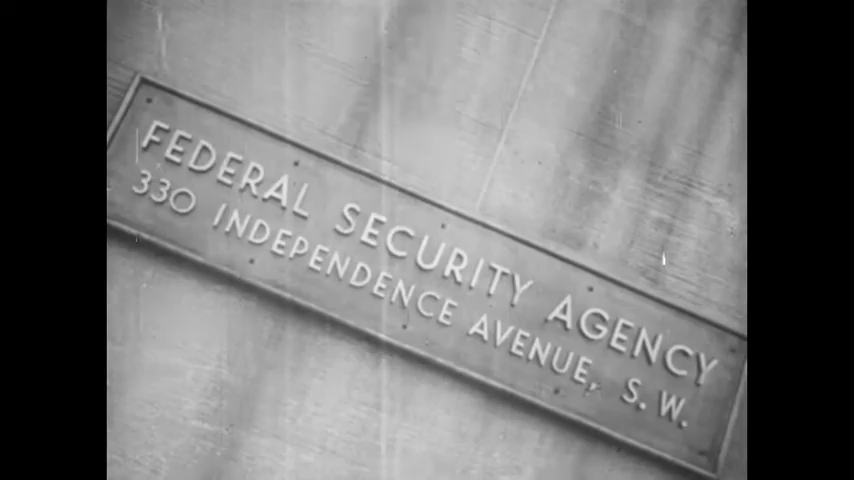 FEDERAL SECURITY AGENCY
330 INDEPENDENCE AVENUE, S.W.